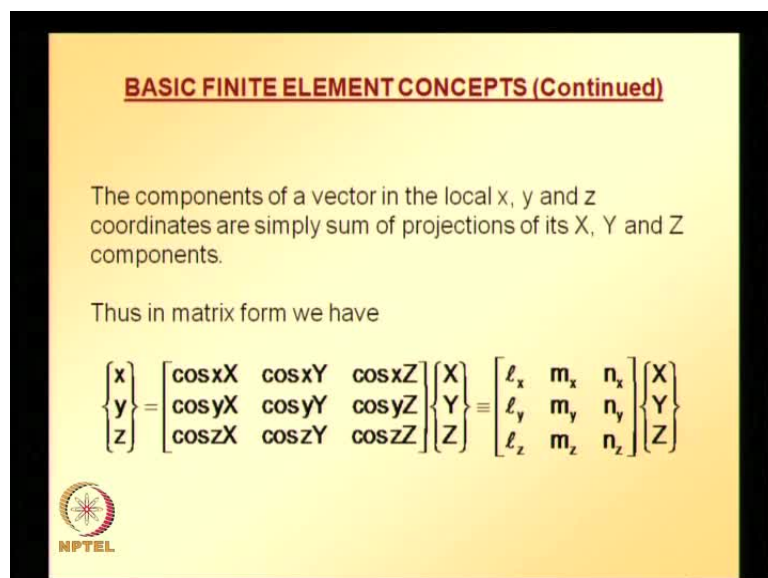 BASIC FINITE ELEMENT CONCEPTS (Continued)
The components of a vector in the local x, y and z
coordinates are simply sum of projections of its X, Y and Z
components.
Thus in matrix form we have
{x} = [cosxX cosxY cosxZ] {X} ≡ [ℓx mx nx] {X}
{y} = [cosyX cosyY cosyZ] {Y} ≡ [ℓy my ny] {Y}
{z} = [coszX coszY coszZ] {Z} ≡ [ℓz mz nz] {Z}
NPTEL